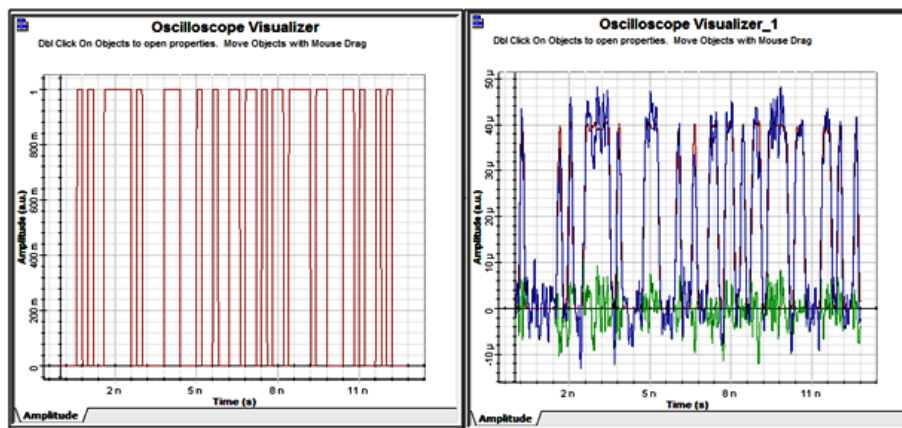 Oscilloscope Visualizer
Dbl Click On Objects to open properties. Move Objects with Mouse Drag
Amplitude (a.u.)
1
800 m
600 m
400 m
200 m
0
2 n
5 n
8 n
11 n
Time (s)
Amplitude
Oscilloscope Visualizer_1
Dbl Click On Objects to open properties. Move Objects with Mouse Drag
Amplitude (a.u.)
50 µ
40 µ
30 µ
20 µ
10 µ
0
-10 µ
2 n
5 n
8 n
11 n
Time (s)
Amplitude